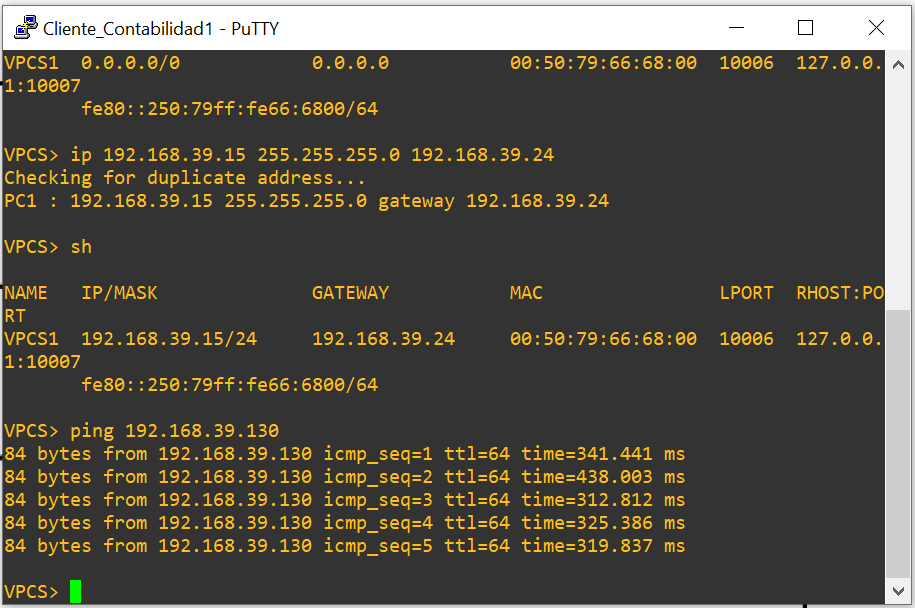 Cliente_Contabilidad1 - PuTTY
VPCS1  0.0.0.0/0            0.0.0.0           00:50:79:66:68:00  10006  127.0.0.
1:10007
       fe80::250:79ff:fe66:6800/64
VPCS> ip 192.168.39.15 255.255.255.0 192.168.39.24
Checking for duplicate address...
PC1 : 192.168.39.15 255.255.255.0 gateway 192.168.39.24
VPCS> sh
NAME   IP/MASK              GATEWAY           MAC                LPORT  RHOST:PO
RT
VPCS1  192.168.39.15/24     192.168.39.24     00:50:79:66:68:00  10006  127.0.0.
1:10007
       fe80::250:79ff:fe66:6800/64
VPCS> ping 192.168.39.130
84 bytes from 192.168.39.130 icmp_seq=1 ttl=64 time=341.441 ms
84 bytes from 192.168.39.130 icmp_seq=2 ttl=64 time=438.003 ms
84 bytes from 192.168.39.130 icmp_seq=3 ttl=64 time=312.812 ms
84 bytes from 192.168.39.130 icmp_seq=4 ttl=64 time=325.386 ms
84 bytes from 192.168.39.130 icmp_seq=5 ttl=64 time=319.837 ms
VPCS>